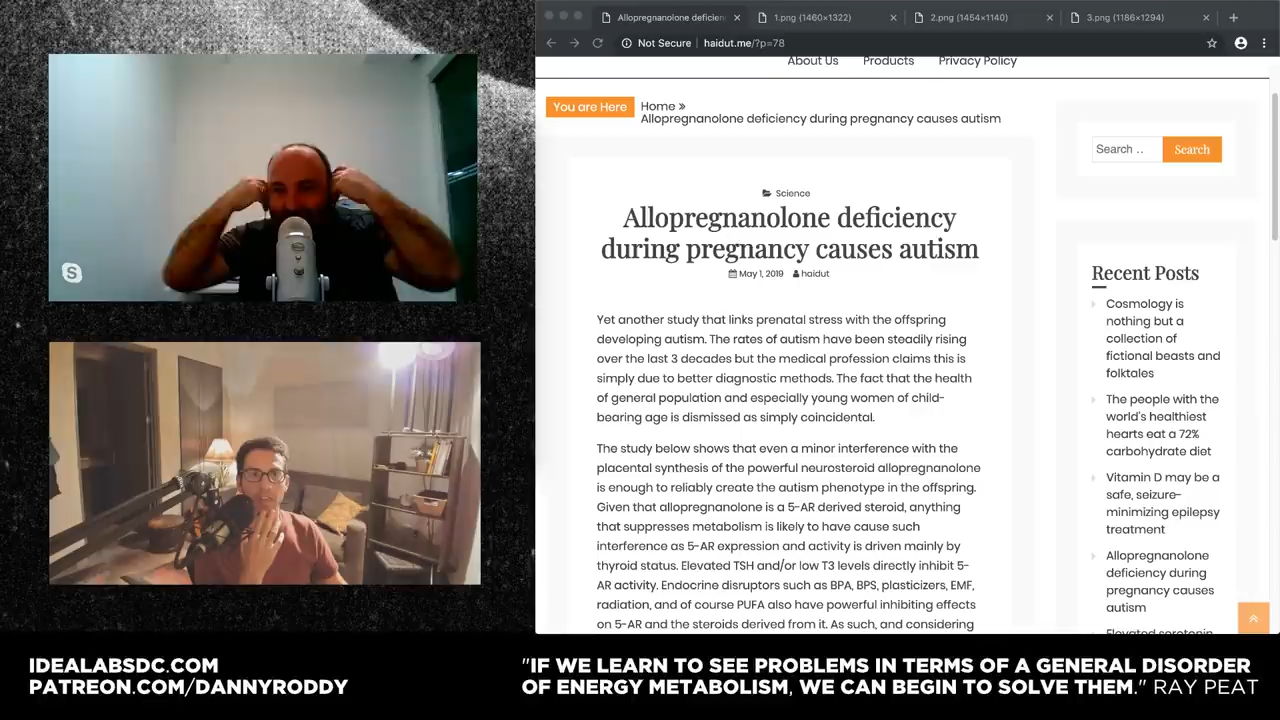 Allopregnanolone deficien
1.png (1460×1322)
2.png (1454×1140)
3.png (1186×1294)
Not Secure
haidut.me/?p=78
About Us
Products
Privacy Policy
You are Here
Home »
Allopregnanolone deficiency during pregnancy causes autism
Science
Allopregnanolone deficiency
during pregnancy causes autism
May 1, 2019
haidut
Yet another study that links prenatal stress with the offspring
developing autism. The rates of autism have been steadily rising
over the last 3 decades but the medical profession claims this is
simply due to better diagnostic methods. The fact that the health
of general population and especially young women of child-
bearing age is dismissed as simply coincidental.
The study below shows that even a minor interference with the
placental synthesis of the powerful neurosteroid allopregnanolone
is enough to reliably create the autism phenotype in the offspring.
Given that allopregnanolone is a 5-AR derived steroid, anything
that suppresses metabolism is likely to have cause such
interference as 5-AR expression and activity is driven mainly by
thyroid status. Elevated TSH and/or low T3 levels directly inhibit 5-
AR activity. Endocrine disruptors such as BPA, BPS, plasticizers, EMF,
radiation, and of course PUFA also have powerful inhibiting effects
on 5-AR and the steroids derived from it. As such, and considering
Search ..
Search
Recent Posts
Cosmology is
nothing but a
collection of
fictional beasts and
folktales
The people with the
world's healthiest
hearts eat a 72%
carbohydrate diet
Vitamin D may be a
safe, seizure-
minimizing epilepsy
treatment
Allopregnanolone
deficiency during
pregnancy causes
autism
Elevated serotonin
S
IDEALABSDC.COM
PATREON.COM/DANNYRODDY
"IF WE LEARN TO SEE PROBLEMS IN TERMS OF A GENERAL DISORDER
OF ENERGY METABOLISM, WE CAN BEGIN TO SOLVE THEM." RAY PEAT